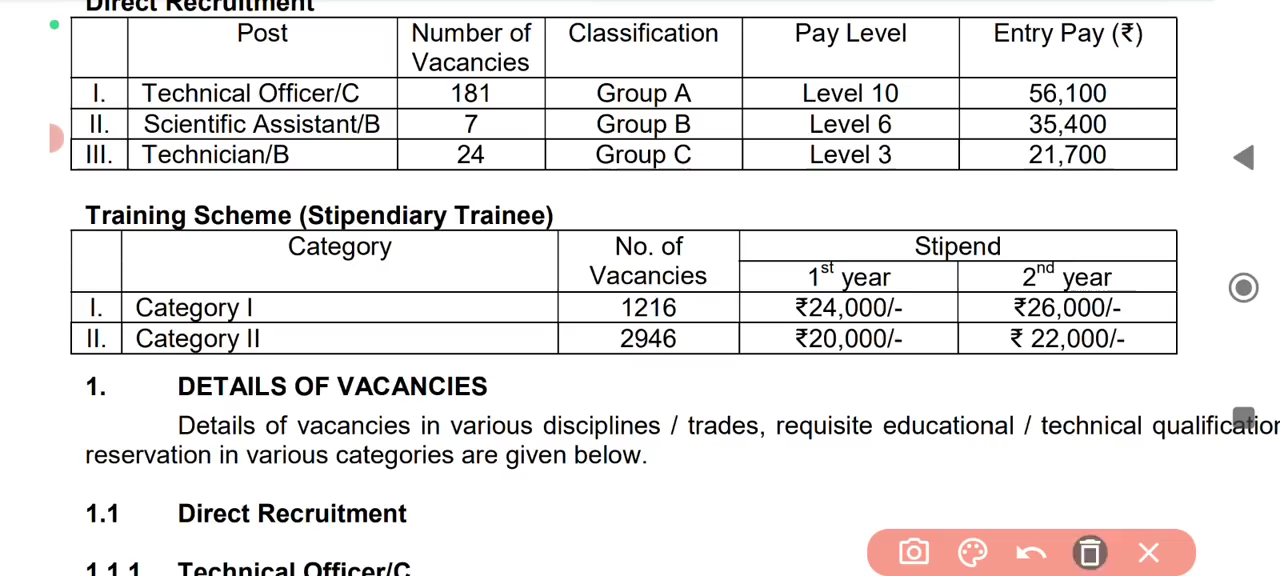 Direct Recruitment
Post Number of Vacancies Classification Pay Level Entry Pay (₹)
I. Technical Officer/C 181 Group A Level 10 56,100
II. Scientific Assistant/B 7 Group B Level 6 35,400
III. Technician/B 24 Group C Level 3 21,700
Training Scheme (Stipendiary Trainee)
Category No. of Vacancies Stipend
1st year 2nd year
I. Category I 1216 ₹24,000/- ₹26,000/-
II. Category II 2946 ₹20,000/- ₹ 22,000/-
1. DETAILS OF VACANCIES
Details of vacancies in various disciplines / trades, requisite educational / technical qualification
reservation in various categories are given below.
1.1 Direct Recruitment
1.1.1 Technical Officer/C